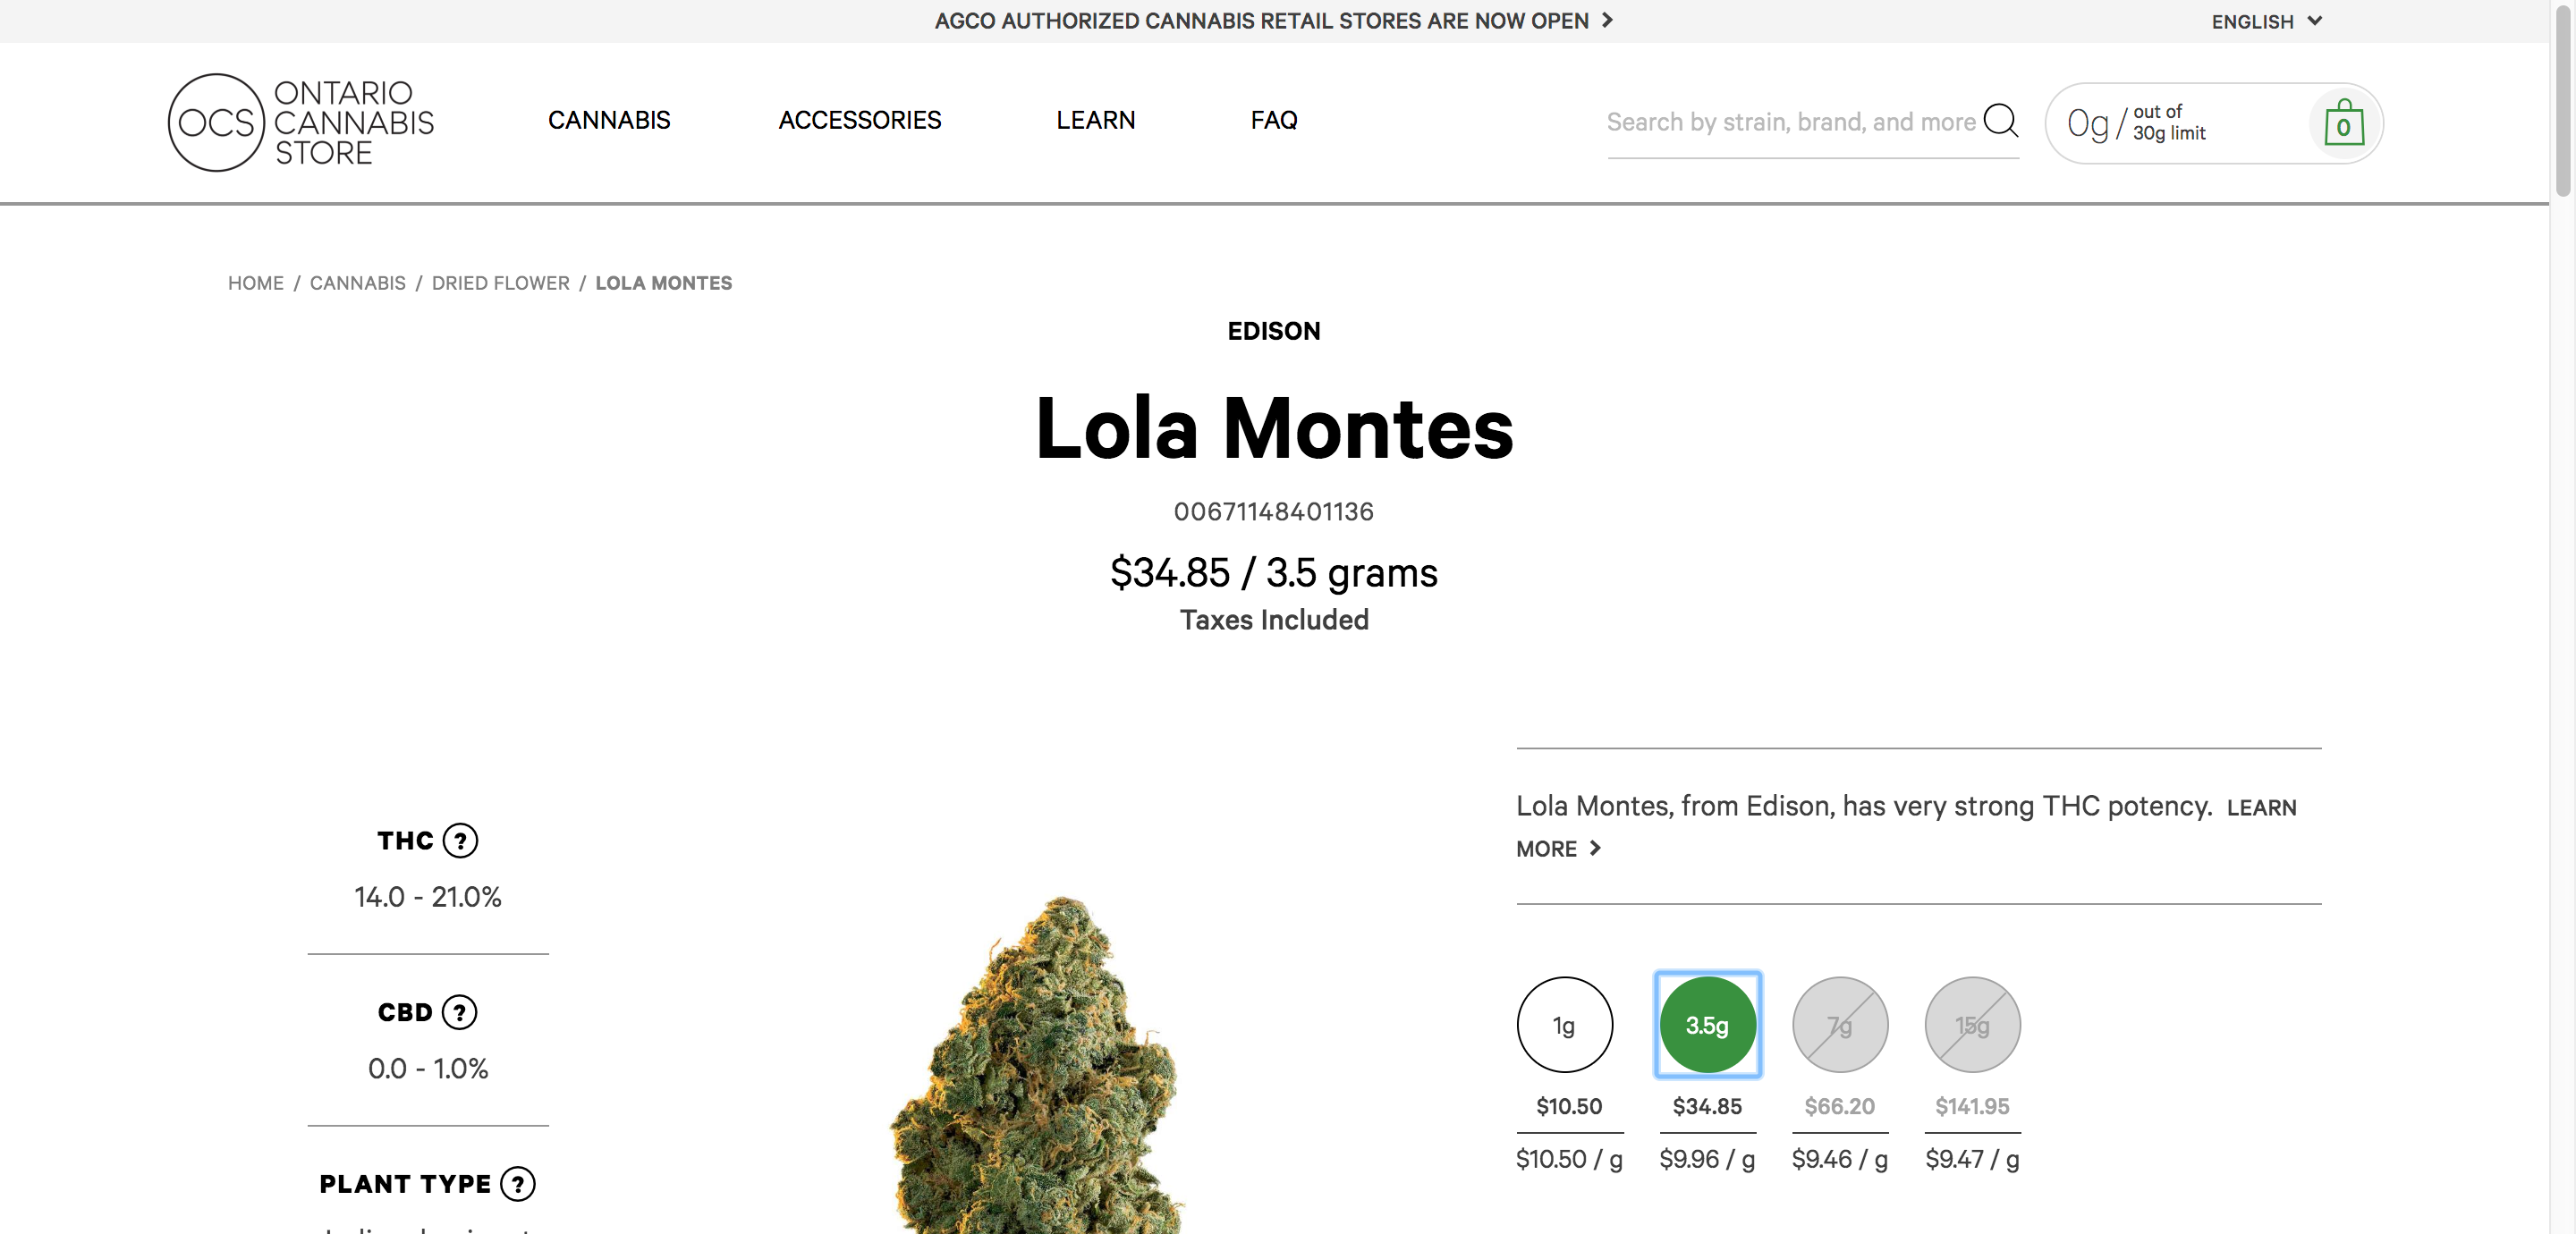 AGCO AUTHORIZED CANNABIS RETAIL STORES ARE NOW OPEN
ENGLISH
OCS
ONTARIO
CANNABIS
STORE
CANNABIS ACCESSORIES LEARN FAQ
Search by strain, brand, and more
0g / out of
30g limit
0
HOME / CANNABIS / DRIED FLOWER / LOLA MONTES
EDISON
Lola Montes
00671148401136
$34.85 / 3.5 grams
Taxes Included
THC ?
14.0 - 21.0%
CBD ?
0.0 - 1.0%
PLANT TYPE ?
Lola Montes, from Edison, has very strong THC potency. LEARN
MORE
1g 3.5g 7g 15g
$10.50 $34.85 $66.20 $141.95
$10.50 / g $9.96 / g $9.46 / g $9.47 / g